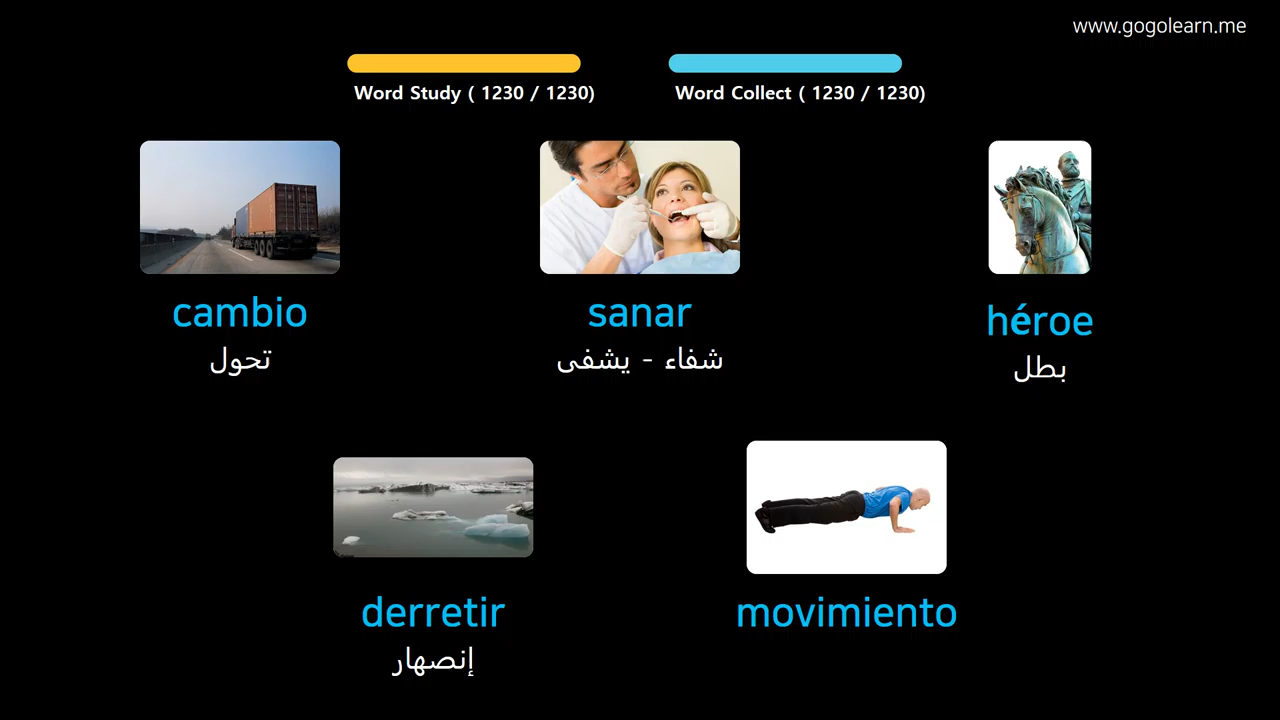 www.gogolearn.me
Word Study ( 1230 / 1230)
Word Collect ( 1230 / 1230)
cambio
تحول
sanar
شفاء - يشفى
héroe
بطل
derretir
إنصهار
movimiento